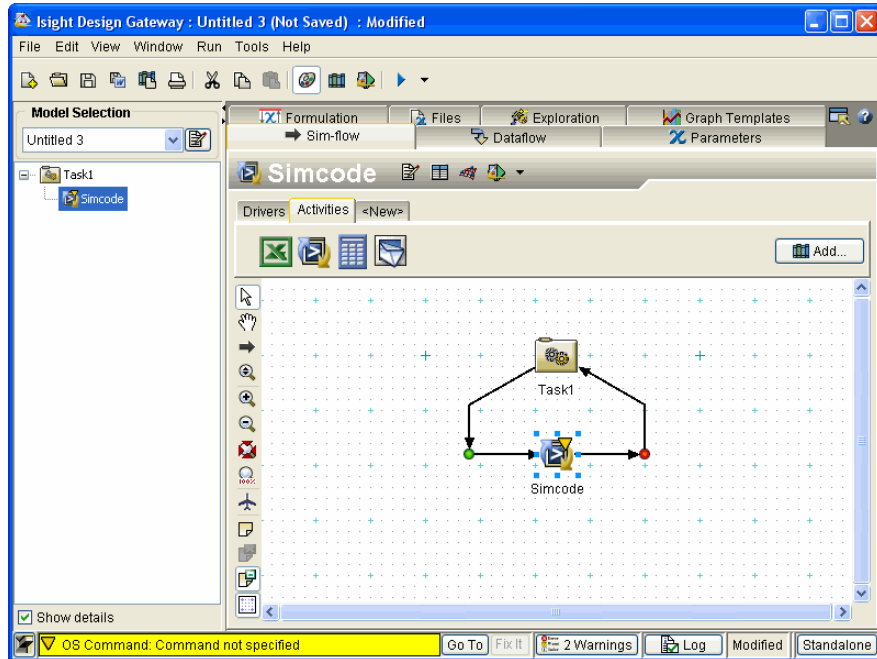 Isight Design Gateway : Untitled 3 (Not Saved) : Modified
File Edit View Window Run Tools Help
Model Selection
Untitled 3
Task1
Simcode
Formulation Files Exploration Graph Templates
Sim-flow Dataflow Parameters
Simcode
Drivers Activities <New>
Add...
Task1
Simcode
100%
Show details
OS Command: Command not specified Go To Fix It 2 Warnings Log Modified Standalone